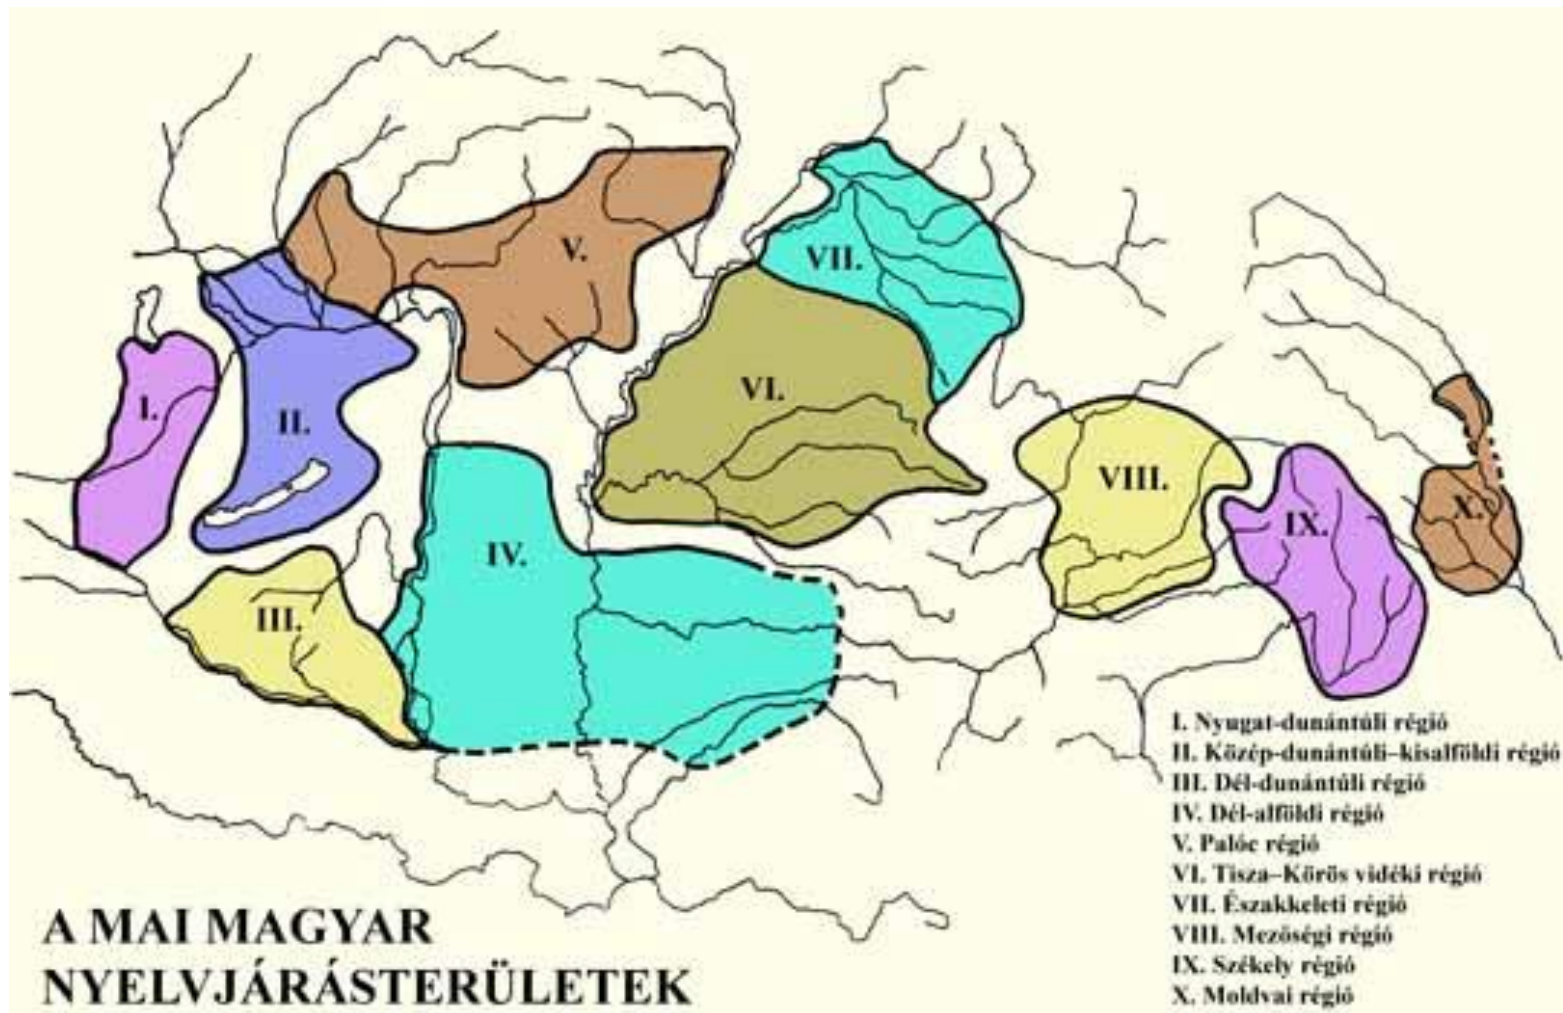 I.
II.
III.
IV.
V.
VI.
VII.
VIII.
IX.
X.
I. Nyugat-dunántúli régió
II. Közép-dunántúli–kisalföldi régió
III. Dél-dunántúli régió
IV. Dél-alföldi régió
V. Palóc régió
VI. Tisza–Körös vidéki régió
VII. Északkeleti régió
VIII. Mezőségi régió
IX. Székely régió
X. Moldvai régió
A MAI MAGYAR
NYELVJÁRÁSTERÜLETEK